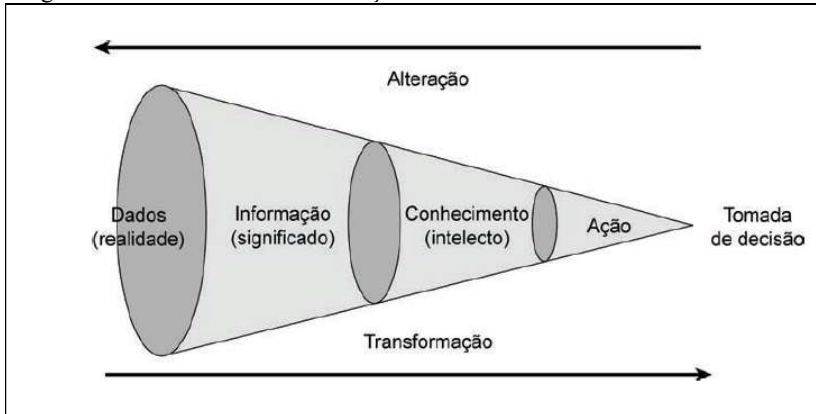 Alteração
Dados
(realidade)
Informação
(significado)
Conhecimento
(intelecto)
Ação
Tomada
de decisão
Transformação